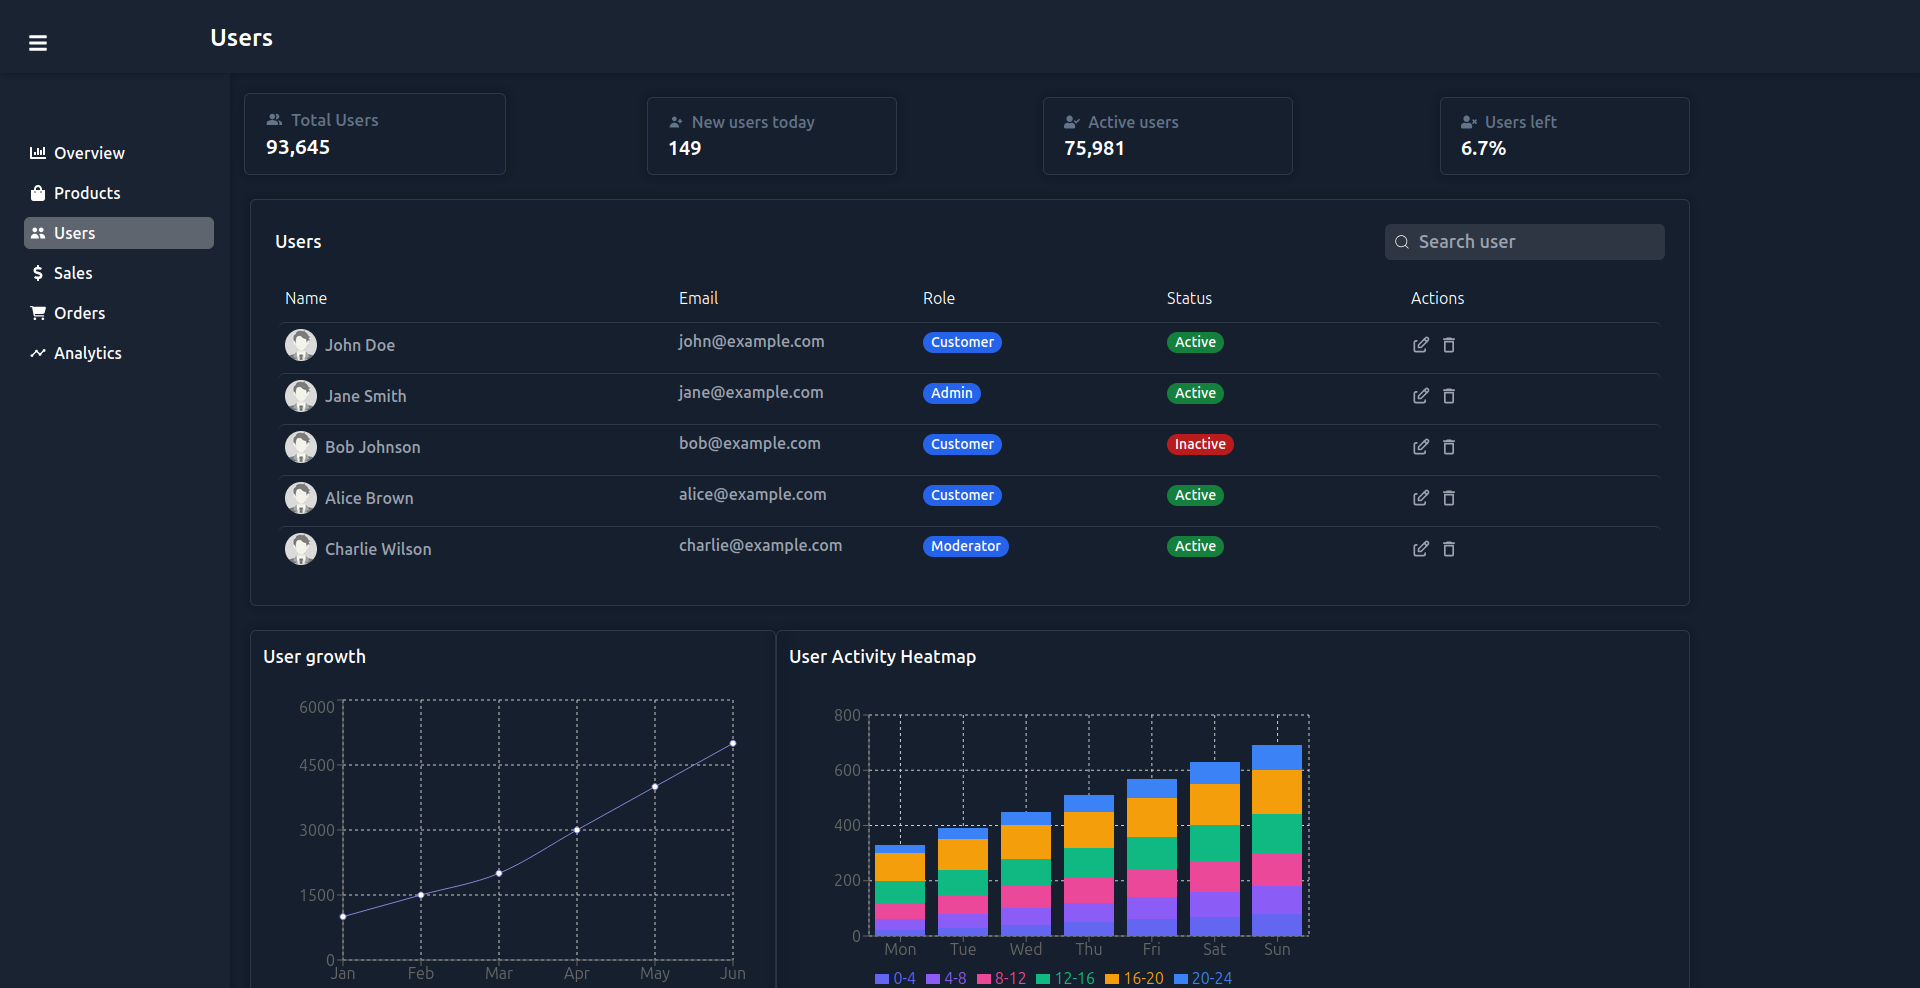 Users
Overview
Products
Users
Sales
Orders
Analytics
Total Users
93,645
New users today
149
Active users
75,981
Users left
6.7%
Users
Search user
Name Email Role Status Actions
John Doe john@example.com Customer Active
Jane Smith jane@example.com Admin Active
Bob Johnson bob@example.com Customer Inactive
Alice Brown alice@example.com Customer Active
Charlie Wilson charlie@example.com Moderator Active
User growth
6000
4500
3000
1500
0
Jan Feb Mar Apr May Jun
User Activity Heatmap
800
600
400
200
0
Mon Tue Wed Thu Fri Sat Sun
0-4 4-8 8-12 12-16 16-20 20-24